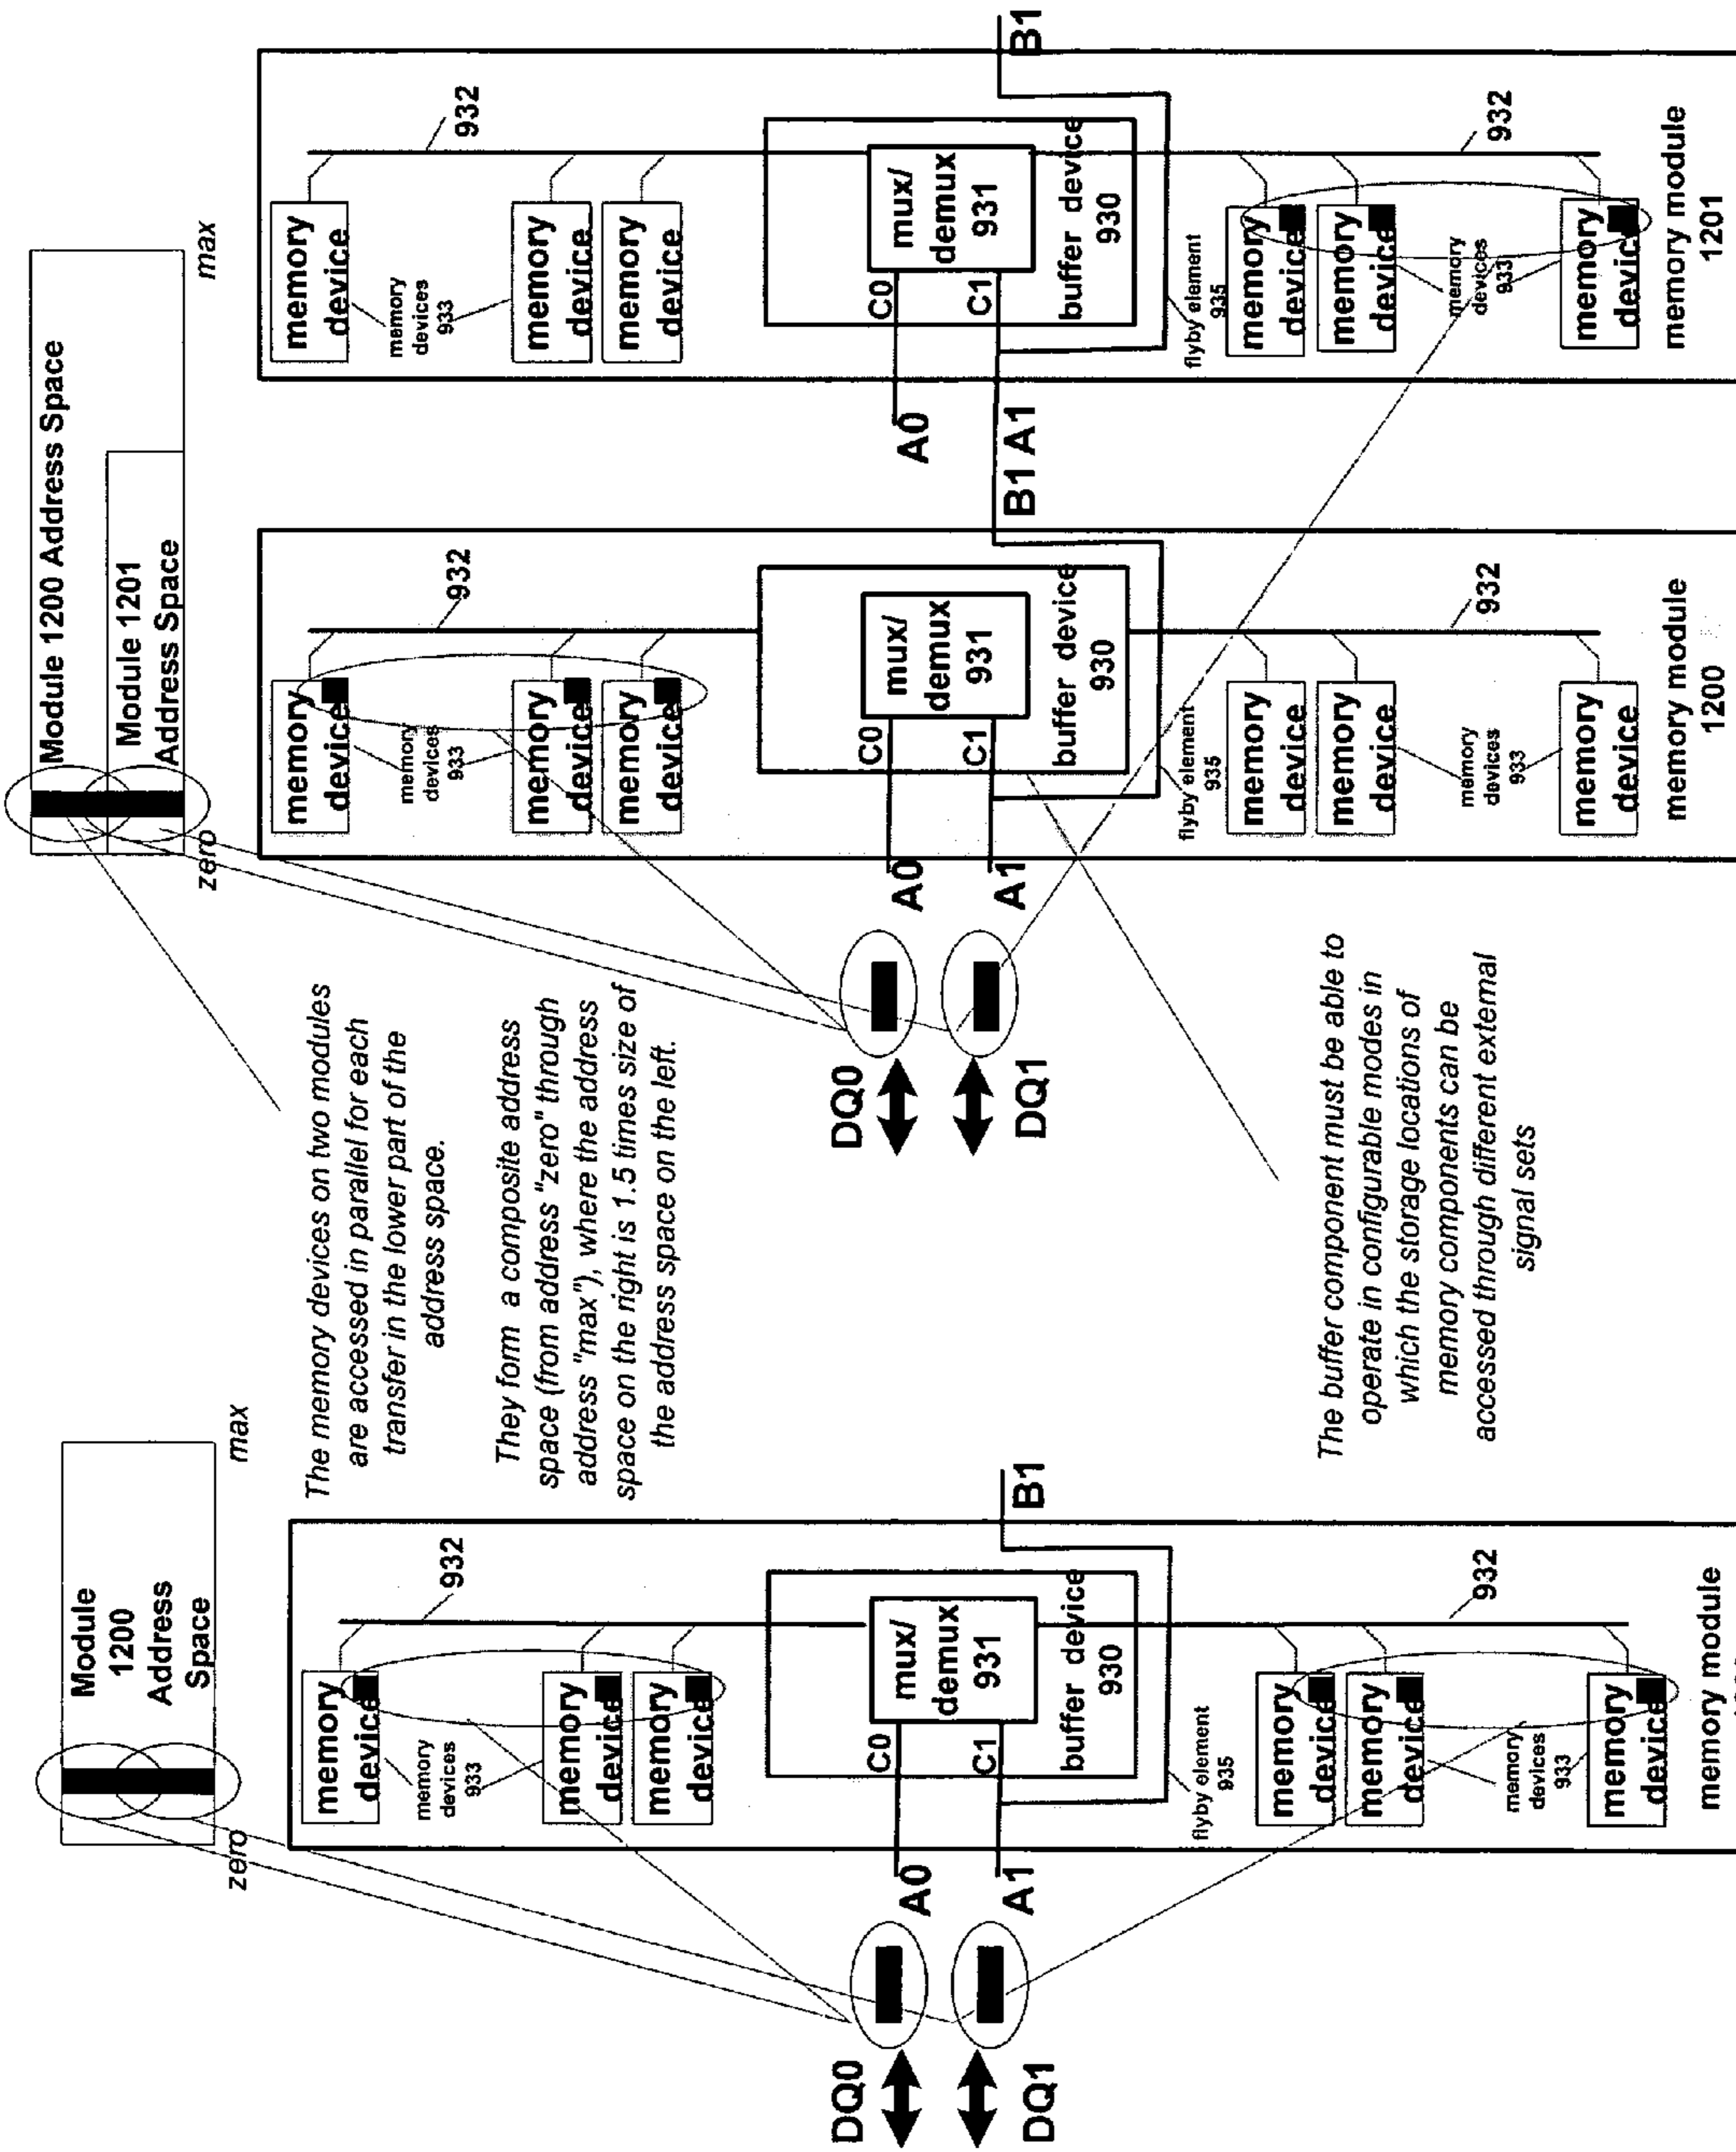 Module
1200
Address
Space
zero
max
memory
device
932
memory
devices
933
memory
device
memory
device
DQ0
A0
C0
mux/
demux
931
DQ1
A1
C1
B1
buffer device
930
flyby element
935
memory
device
memory
device
932
memory
devices
933
memory
device
memory module
The memory devices on two modules
are accessed in parallel for each
transfer in the lower part of the
address space.
They form a composite address
space (from address "zero" through
address "max"), where the address
space on the right is 1.5 times size of
the address space on the left.
The buffer component must be able to
operate in configurable modes in
which the storage locations of
memory components can be
accessed through different external
signal sets
Module 1200 Address Space
Module 1201
Address Space
zero
max
memory
device
932
memory
devices
933
memory
device
memory
device
DQ0
A0
C0
mux/
demux
931
DQ1
A1
C1
B1
buffer device
930
flyby element
935
memory
device
memory
device
932
memory
devices
933
memory
device
memory module
1200
memory
device
932
memory
devices
933
memory
device
memory
device
A0
C0
mux/
demux
931
A1
C1
B1
buffer device
930
flyby element
935
memory
device
memory
device
932
memory
devices
933
memory
device
memory module
1201